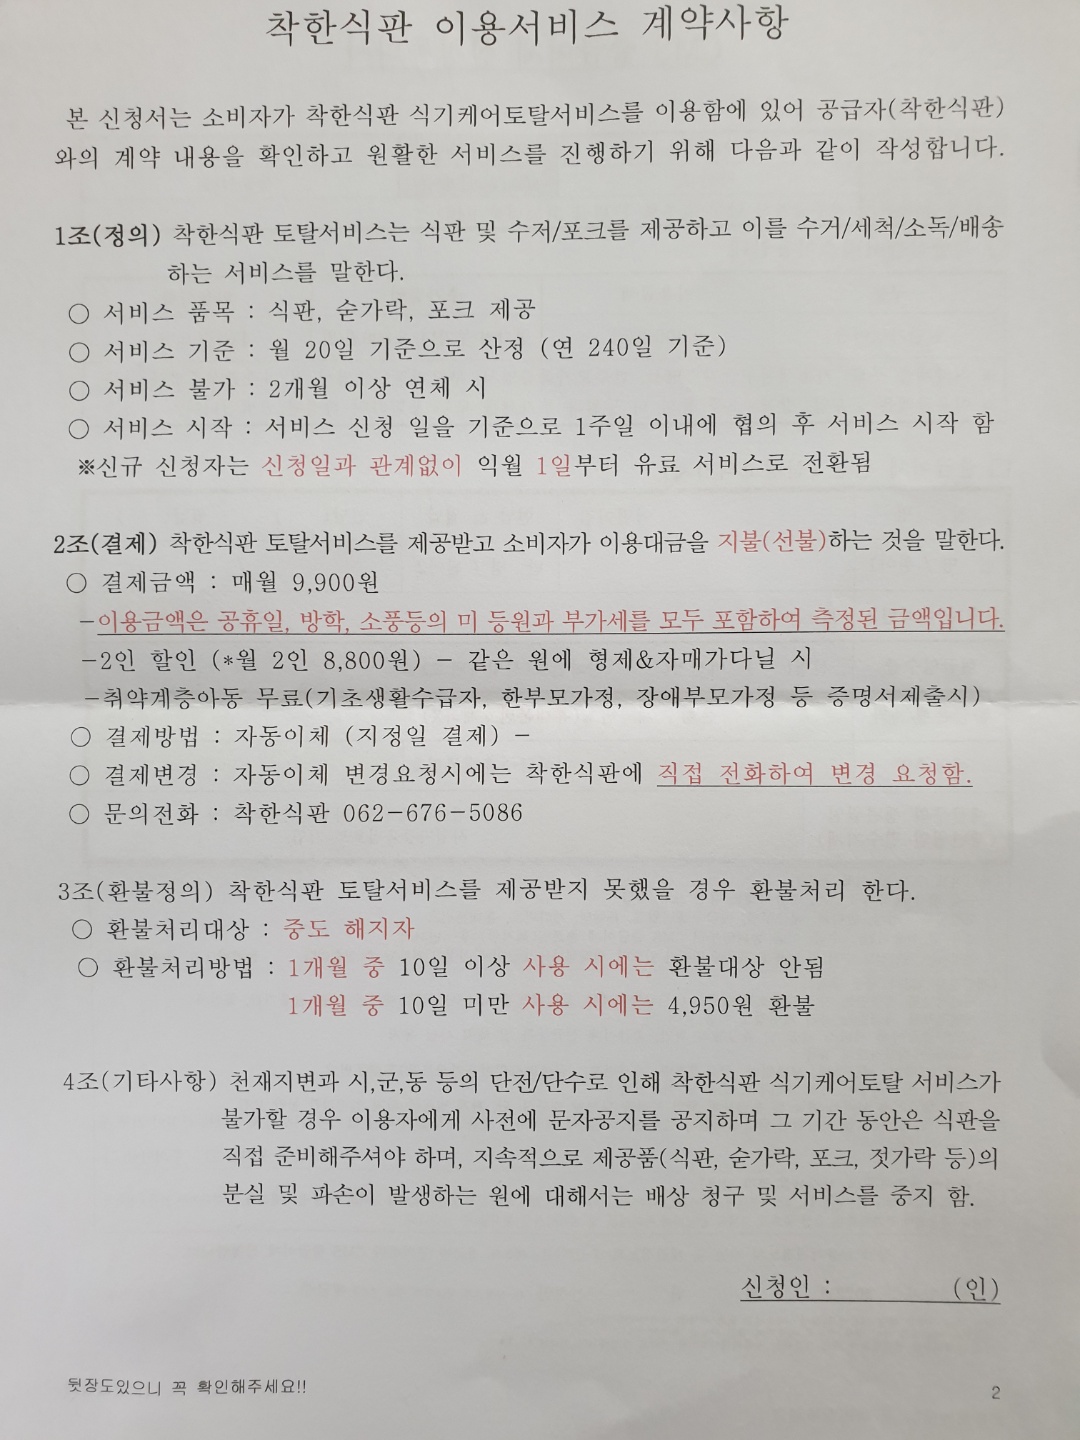 착한식판 이용서비스 계약사항
본 신청서는 소비자가 착한식판 식기케어토탈서비스를 이용함에 있어 공급자(착한식판)
와의 계약 내용을 확인하고 원활한 서비스를 진행하기 위해 다음과 같이 작성합니다.
1조(정의) 착한식판 토탈서비스는 식판 및 수저/포크를 제공하고 이를 수거/세척/소독/배송
하는 서비스를 말한다.
○ 서비스 품목 : 식판, 숟가락, 포크 제공
○ 서비스 기준 : 월 20일 기준으로 산정 (연 240일 기준)
○ 서비스 불가 : 2개월 이상 연체 시
○ 서비스 시작 : 서비스 신청 일을 기준으로 1주일 이내에 협의 후 서비스 시작 함
※신규 신청자는 신청일과 관계없이 익월 1일부터 유료 서비스로 전환됨
2조(결제) 착한식판 토탈서비스를 제공받고 소비자가 이용대금을 지불(선불)하는 것을 말한다.
○ 결제금액 : 매월 9,900원
-이용금액은 공휴일, 방학, 소풍등의 미 등원과 부가세를 모두 포함하여 측정된 금액입니다.
-2인 할인 (*월 2인 8,800원) - 같은 원에 형제&자매가다닐 시
-취약계층아동 무료(기초생활수급자, 한부모가정, 장애부모가정 등 증명서제출시)
○ 결제방법 : 자동이체 (지정일 결제) -
○ 결제변경 : 자동이체 변경요청시에는 착한식판에 직접 전화하여 변경 요청함.
○ 문의전화 : 착한식판 062-676-5086
3조(환불정의) 착한식판 토탈서비스를 제공받지 못했을 경우 환불처리 한다.
○ 환불처리대상 : 중도 해지자
○ 환불처리방법 : 1개월 중 10일 이상 사용 시에는 환불대상 안됨
1개월 중 10일 미만 사용 시에는 4,950원 환불
4조(기타사항) 천재지변과 시,군,동 등의 단전/단수로 인해 착한식판 식기케어토탈 서비스가
불가할 경우 이용자에게 사전에 문자공지를 공지하며 그 기간 동안은 식판을
직접 준비해주셔야 하며, 지속적으로 제공품(식판, 숟가락, 포크, 젓가락 등)의
분실 및 파손이 발생하는 원에 대해서는 배상 청구 및 서비스를 중지 함.
신청인 : (인)
뒷장도있으니 꼭 확인해주세요!!
2